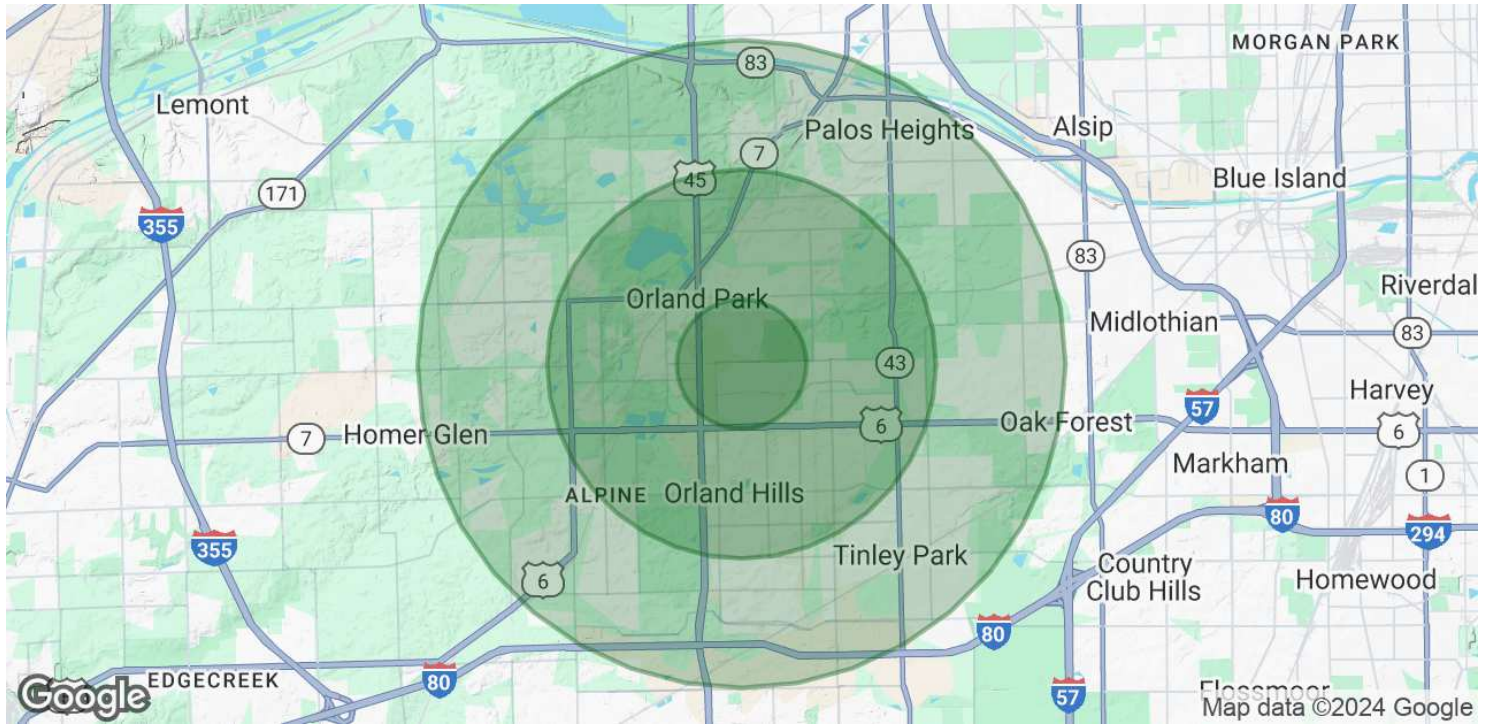 MORGAN PARK
83
Lemont
Palos Heights
Alsip
7
45
171
Blue Island
355
83
Orland Park
Riverdal
Midlothian
83
43
Harvey
57
6
6
Oak Forest
7
Homer Glen
Markham
1
ALPINE
Orland Hills
80
294
355
Tinley Park
6
Country
Club Hills
Homewood
80
EDGECREEK
80
57
Flossmoor
Google
Map data ©2024 Google